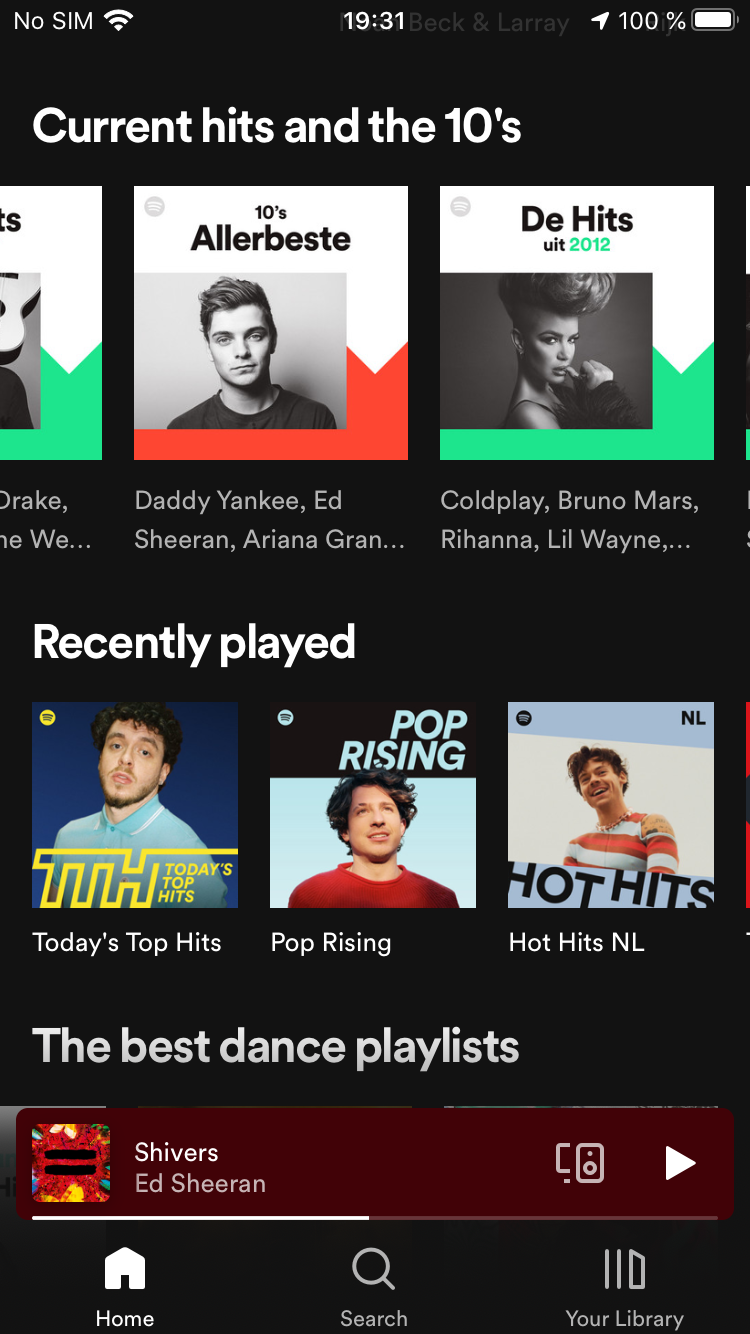 No SIM 19:31 100 %
Beck & Larray
Current hits and the 10's
ts
10's
Allerbeste
De Hits
uit 2012
Drake,
ne We...
Daddy Yankee, Ed
Sheeran, Ariana Gran...
Coldplay, Bruno Mars,
Rihanna, Lil Wayne,...
Recently played
TTH TODAY'S
TOP
HITS
POP
RISING
NL
HOT HITS
Today's Top Hits
Pop Rising
Hot Hits NL
The best dance playlists
Shivers
Ed Sheeran
Home
Search
Your Library